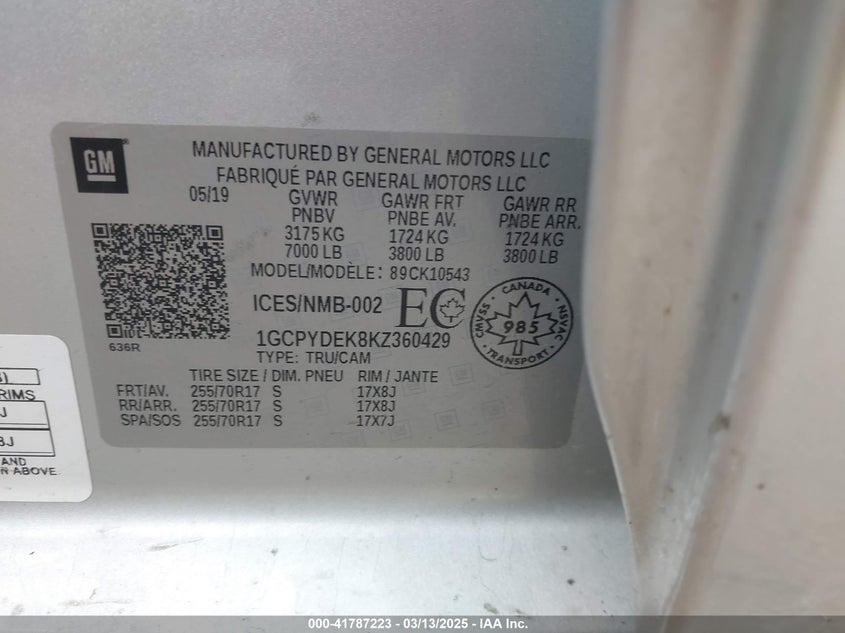 GM
MANUFACTURED BY GENERAL MOTORS LLC
FABRIQUÉ PAR GENERAL MOTORS LLC
05/19 GVWR GAWR FRT GAWR RR
PNBV PNBE AV. PNBE ARR.
3175 KG 1724 KG 1724 KG
7000 LB 3800 LB 3800 LB
MODEL/MODÈLE: 89CK10543
ICES/NMB-002 EC
CANADA
CMVSS 985 NSVAC
TRANSPORT
636R
1GCPYDEK8KZ360429
TYPE: TRU/CAM
TIRE SIZE / DIM. PNEU RIM / JANTE
FRT/AV. 255/70R17 S 17X8J
RR/ARR. 255/70R17 S 17X8J
SPA/SOS 255/70R17 S 17X7J
RIMS
J
J
AND
ABOVE
000-41787223 - 03/13/2025 - IAA Inc.